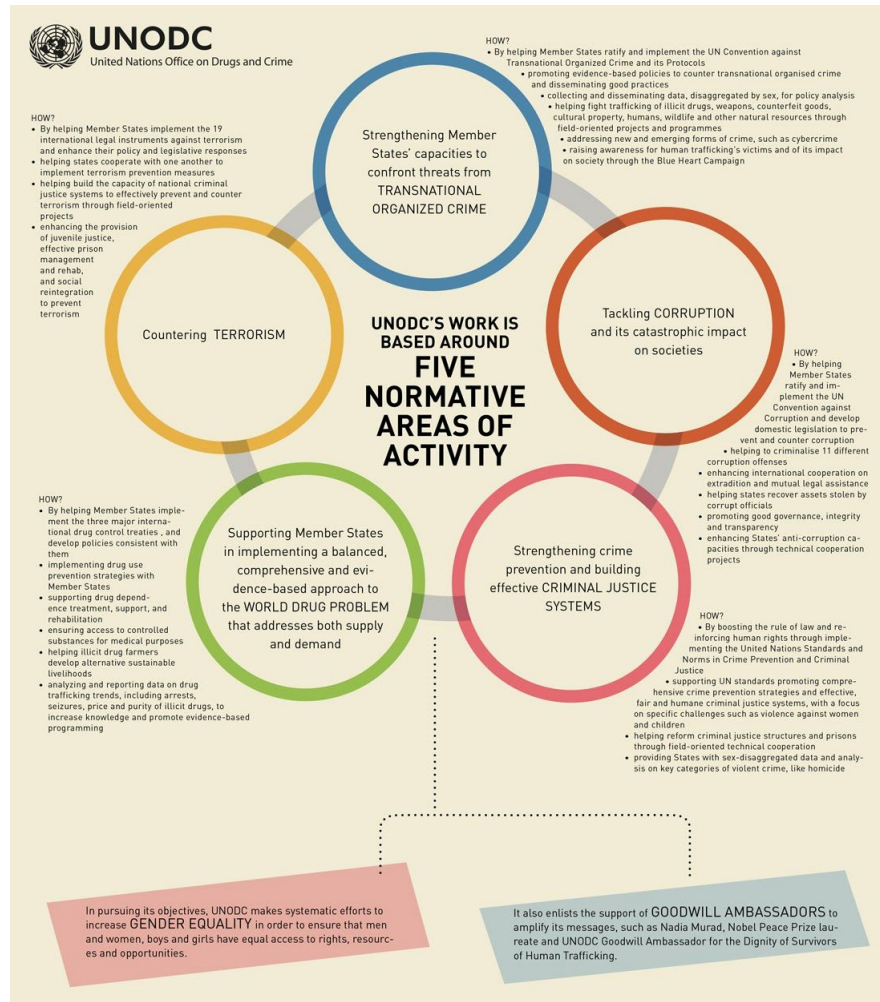 UNODC
United Nations Office on Drugs and Crime
HOW?
• By helping Member States ratify and implement the UN Convention against
Transnational Organized Crime and its Protocols
• promoting evidence-based policies to counter transnational organised crime
and disseminating good practices
• collecting and disseminating data, disaggregated by sex, for policy analysis
• helping fight trafficking of illicit drugs, weapons, counterfeit goods,
cultural property, humans, wildlife and other natural resources through
field-oriented projects and programmes
• addressing new and emerging forms of crime, such as cybercrime
• raising awareness for human trafficking's victims and of its impact
on society through the Blue Heart Campaign
Strengthening Member
States' capacities to
confront threats from
TRANSNATIONAL
ORGANIZED CRIME
HOW?
• By helping Member States implement the 19
international legal instruments against terrorism
and enhance their policy and legislative responses
• helping states cooperate with one another to
implement terrorism prevention measures
• helping build the capacity of national criminal
justice systems to effectively prevent and counter
terrorism through field-oriented
projects
• enhancing the provision
of juvenile justice,
effective prison
management
and rehab,
and social
reintegration
to prevent
terrorism
Countering TERRORISM
UNODC'S WORK IS
BASED AROUND
FIVE
NORMATIVE
AREAS OF
ACTIVITY
Tackling CORRUPTION
and its catastrophic impact
on societies
HOW?
• By helping
Member States
ratify and im-
plement the UN
Convention against
Corruption and develop
domestic legislation to pre-
vent and counter corruption
• helping to criminalise 11 different
corruption offenses
• enhancing international cooperation on
extradition and mutual legal assistance
• helping states recover assets stolen by
corrupt officials
• promoting good governance, integrity
and transparency
• enhancing States' anti-corruption ca-
pacities through technical cooperation
projects
HOW?
• By helping Member States imple-
ment the three major interna-
tional drug control treaties , and
develop policies consistent with
them
• implementing drug use
prevention strategies with
Member States
• supporting drug depend-
ence treatment, support, and
rehabilitation
• ensuring access to controlled
substances for medical purposes
• helping illicit drug farmers
develop alternative sustainable
livelihoods
• analyzing and reporting data on drug
trafficking trends, including arrests,
seizures, price and purity of illicit drugs, to
increase knowledge and promote evidence-based
programming
Supporting Member States
in implementing a balanced,
comprehensive and evi-
dence-based approach to
the WORLD DRUG PROBLEM
that addresses both supply
and demand
Strengthening crime
prevention and building
effective CRIMINAL JUSTICE
SYSTEMS
HOW?
• By boosting the rule of law and re-
inforcing human rights through imple-
menting the United Nations Standards and
Norms in Crime Prevention and Criminal
Justice
• supporting UN standards promoting compre-
hensive crime prevention strategies and effective,
fair and humane criminal justice systems, with a focus
on specific challenges such as violence against women
and children
• helping reform criminal justice structures and prisons
through field-oriented technical cooperation
• providing States with sex-disaggregated data and analy-
sis on key categories of violent crime, like homicide
In pursuing its objectives, UNODC makes systematic efforts to
increase GENDER EQUALITY in order to ensure that men
and women, boys and girls have equal access to rights, resourc-
es and opportunities.
It also enlists the support of GOODWILL AMBASSADORS to
amplify its messages, such as Nadia Murad, Nobel Peace Prize lau-
reate and UNODC Goodwill Ambassador for the Dignity of Survivors
of Human Trafficking.